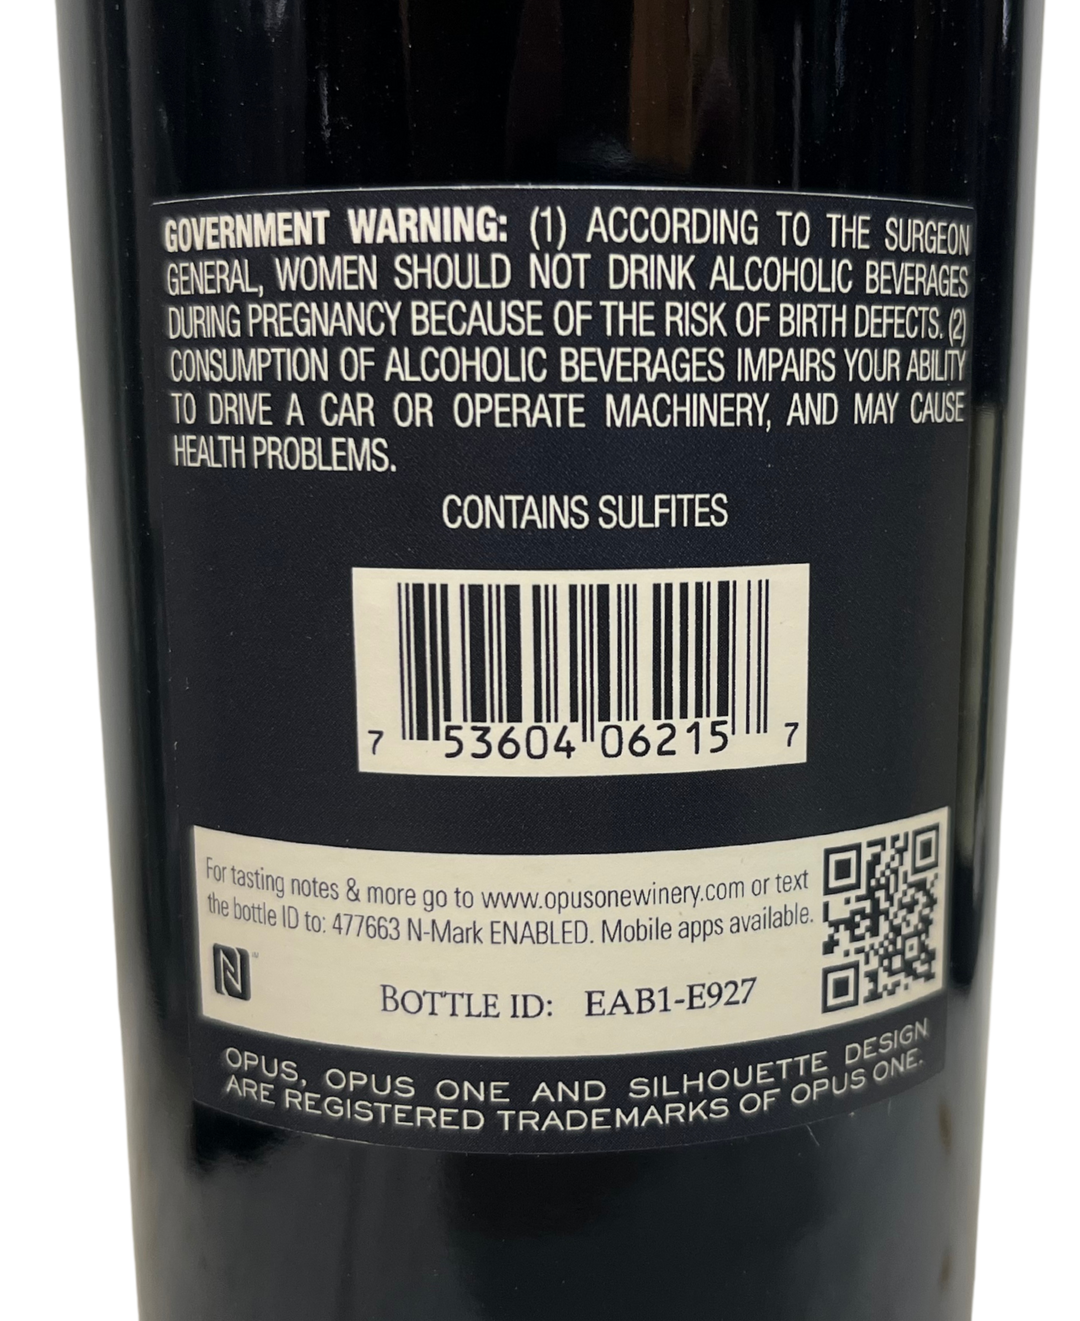 GOVERNMENT WARNING: (1) ACCORDING TO THE SURGEON
GENERAL, WOMEN SHOULD NOT DRINK ALCOHOLIC BEVERAGES
DURING PREGNANCY BECAUSE OF THE RISK OF BIRTH DEFECTS. (2)
CONSUMPTION OF ALCOHOLIC BEVERAGES IMPAIRS YOUR ABILITY
TO DRIVE A CAR OR OPERATE MACHINERY, AND MAY CAUSE
HEALTH PROBLEMS.
CONTAINS SULFITES
7 53604 06215 7
For tasting notes & more go to www.opusonewinery.com or text
the bottle ID to: 477663 N-Mark ENABLED. Mobile apps available.
N ™
BOTTLE ID: EAB1-E927
OPUS, OPUS ONE AND SILHOUETTE DESIGN
ARE REGISTERED TRADEMARKS OF OPUS ONE.